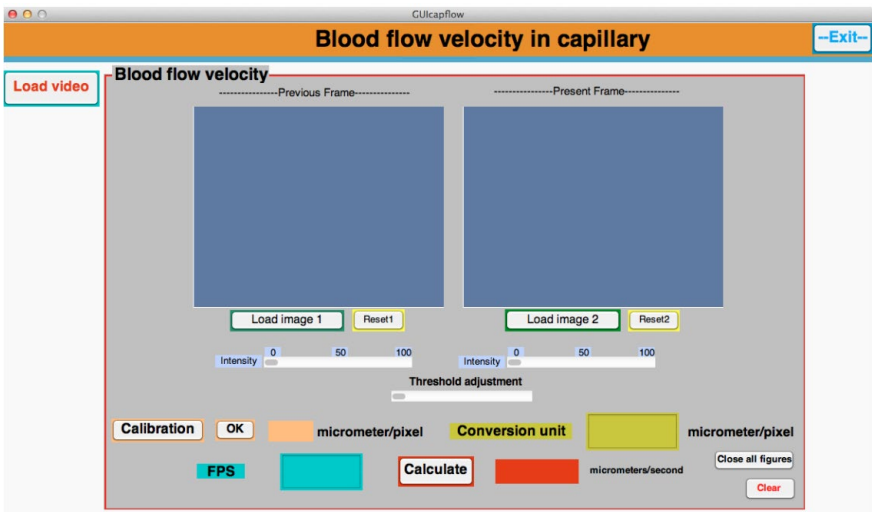 GUIcapflow
Blood flow velocity in capillary
--Exit--
Load video
Blood flow velocity
----------------Previous Frame---------------
----------------Present Frame---------------
Load image 1
Reset1
Load image 2
Reset2
0 50 100
Intensity
0 50 100
Intensity
Threshold adjustment
Calibration
OK
micrometer/pixel
Conversion unit
micrometer/pixel
FPS
Calculate
micrometers/second
Close all figures
Clear